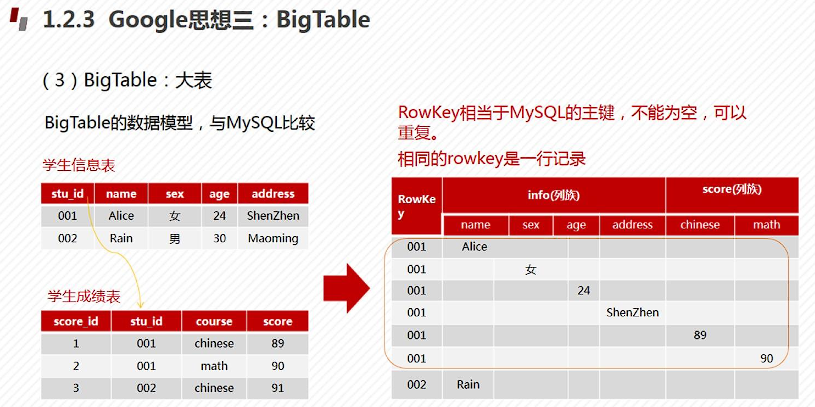 1.2.3 Google思想三：BigTable
（3）BigTable：大表
BigTable的数据模型，与MySQL比较
学生信息表
stu_id name sex age address
001 Alice 女 24 ShenZhen
002 Rain 男 30 Maoming
学生成绩表
score_id stu_id course score
1 001 chinese 89
2 001 math 90
3 002 chinese 91
RowKey相当于MySQL的主键，不能为空，可以
重复。
相同的rowkey是一行记录
RowKe
y
info(列族) score(列族)
name sex age address chinese math
001 Alice
001 女
001 24
001 ShenZhen
001 89
001 90
002 Rain